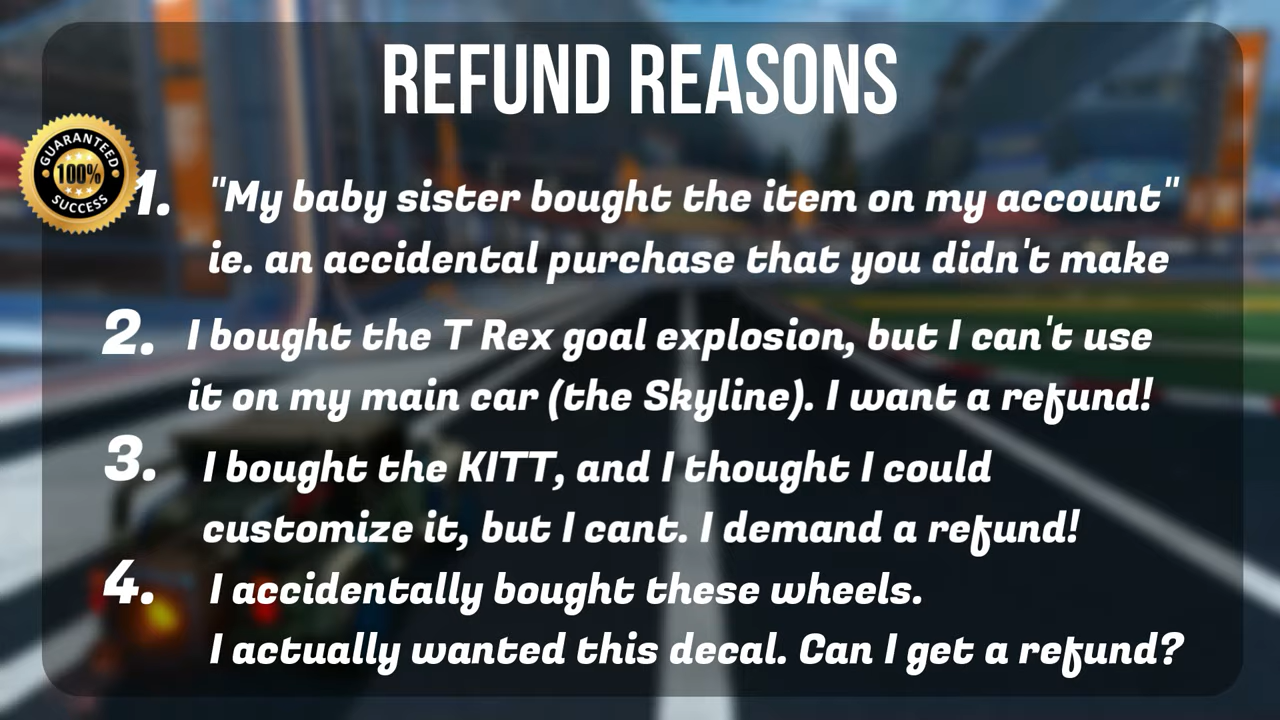 REFUND REASONS
GUARANTEED
100%
SUCCESS
1. "My baby sister bought the item on my account"
ie. an accidental purchase that you didn't make
2. I bought the T Rex goal explosion, but I can't use
it on my main car (the Skyline). I want a refund!
3. I bought the KITT, and I thought I could
customize it, but I cant. I demand a refund!
4. I accidentally bought these wheels.
I actually wanted this decal. Can I get a refund?